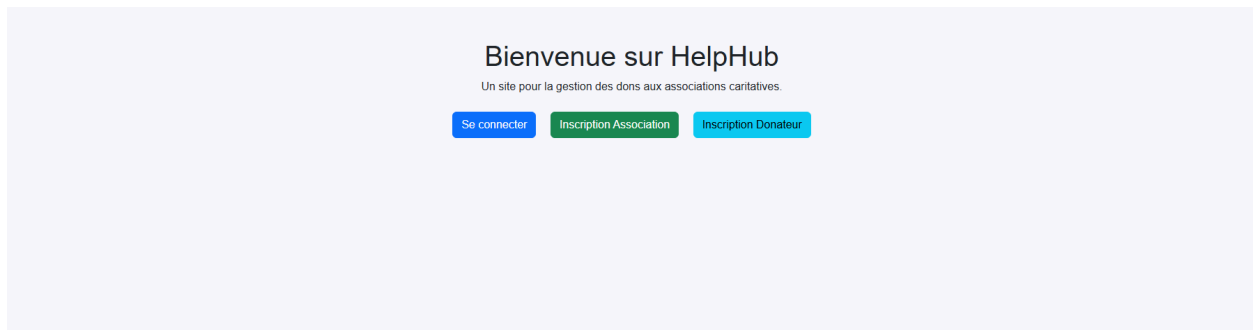 Bienvenue sur HelpHub
Un site pour la gestion des dons aux associations caritatives.
Se connecter Inscription Association Inscription Donateur